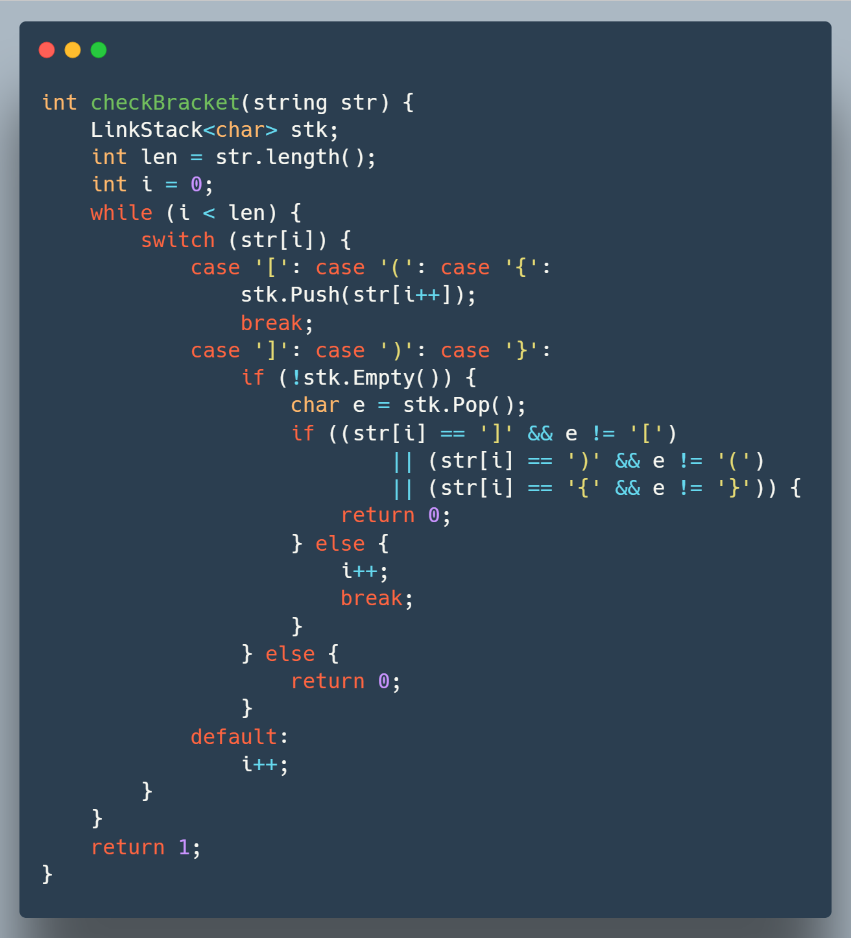 int checkBracket(string str) {
    LinkStack<char> stk;
    int len = str.length();
    int i = 0;
    while (i < len) {
        switch (str[i]) {
            case '[': case '(': case '{':
                stk.Push(str[i++]);
                break;
            case ']': case ')': case '}':
                if (!stk.Empty()) {
                    char e = stk.Pop();
                    if ((str[i] == ']' && e != '[')
                            || (str[i] == ')' && e != '(')
                            || (str[i] == '{' && e != '}')) {
                        return 0;
                    } else {
                        i++;
                        break;
                    }
                } else {
                    return 0;
                }
            default:
                i++;
        }
    }
    return 1;
}